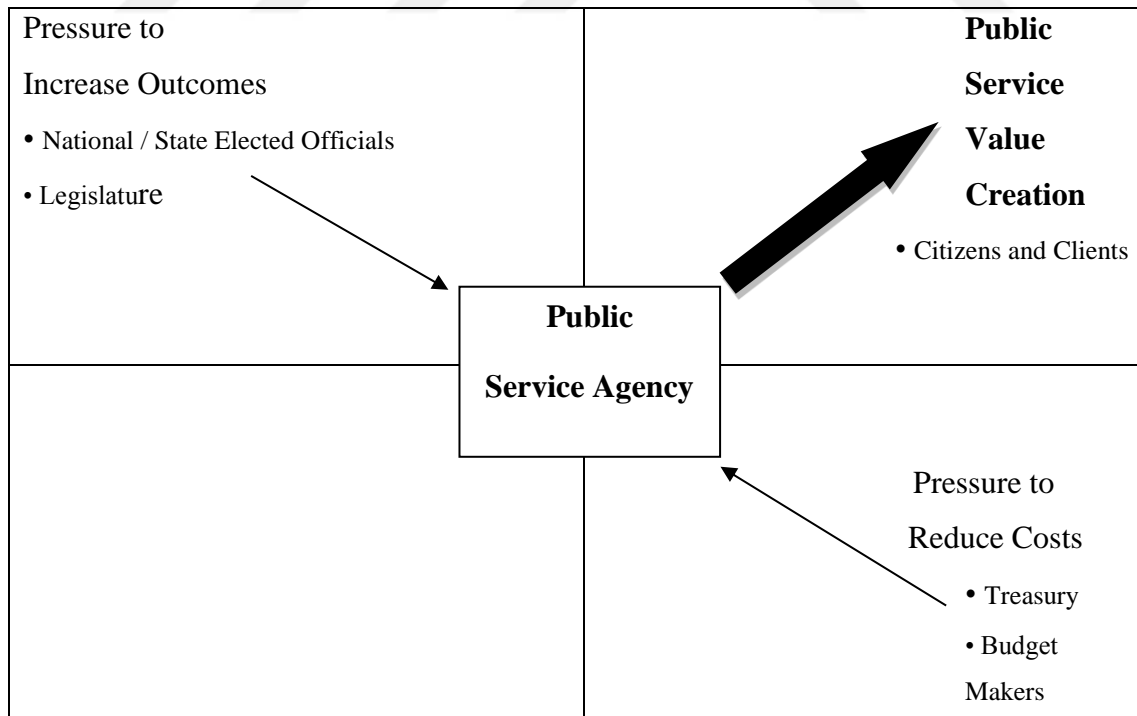 Pressure to
Increase Outcomes
• National / State Elected Officials
• Legislature
Public
Service
Value
Creation
• Citizens and Clients
Public
Service Agency
Pressure to
Reduce Costs
• Treasury
• Budget
Makers